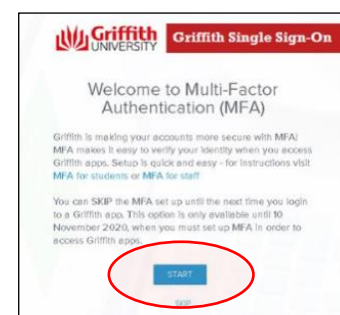 Griffith
UNIVERSITY
Griffith Single Sign-On
Welcome to Multi-Factor
Authentication (MFA)
Griffith is making your accounts more secure with MFA!
MFA makes it easy to verify your identity when you access
Griffith apps. Setup is quick and easy - for instructions visit
MFA for students or MFA for staff
You can SKIP the MFA set up until the next time you login
to a Griffith app. This option is only available until 10
November 2020, when you must set up MFA in order to
access Griffith apps.
START
SKIP